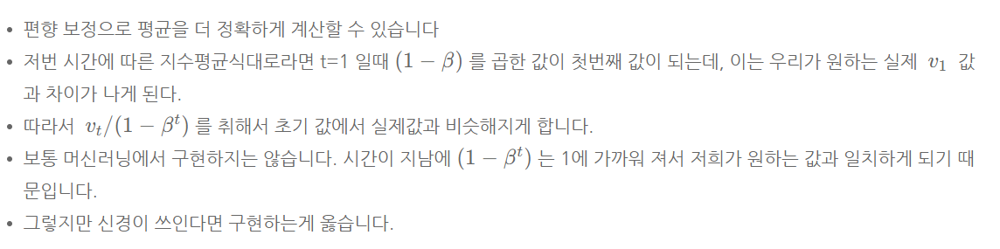 • 편향 보정으로 평균을 더 정확하게 계산할 수 있습니다
• 저번 시간에 따른 지수평균식대로라면 t=1 일때 (1 − β) 를 곱한 값이 첫번째 값이 되는데, 이는 우리가 원하는 실제 v₁ 값
과 차이가 나게 된다.
• 따라서 vₜ/(1 − βᵗ) 를 취해서 초기 값에서 실제값과 비슷해지게 합니다.
• 보통 머신러닝에서 구현하지는 않습니다. 시간이 지남에 (1 − βᵗ) 는 1에 가까워 져서 저희가 원하는 값과 일치하게 되기 때
문입니다.
• 그렇지만 신경이 쓰인다면 구현하는게 옳습니다.